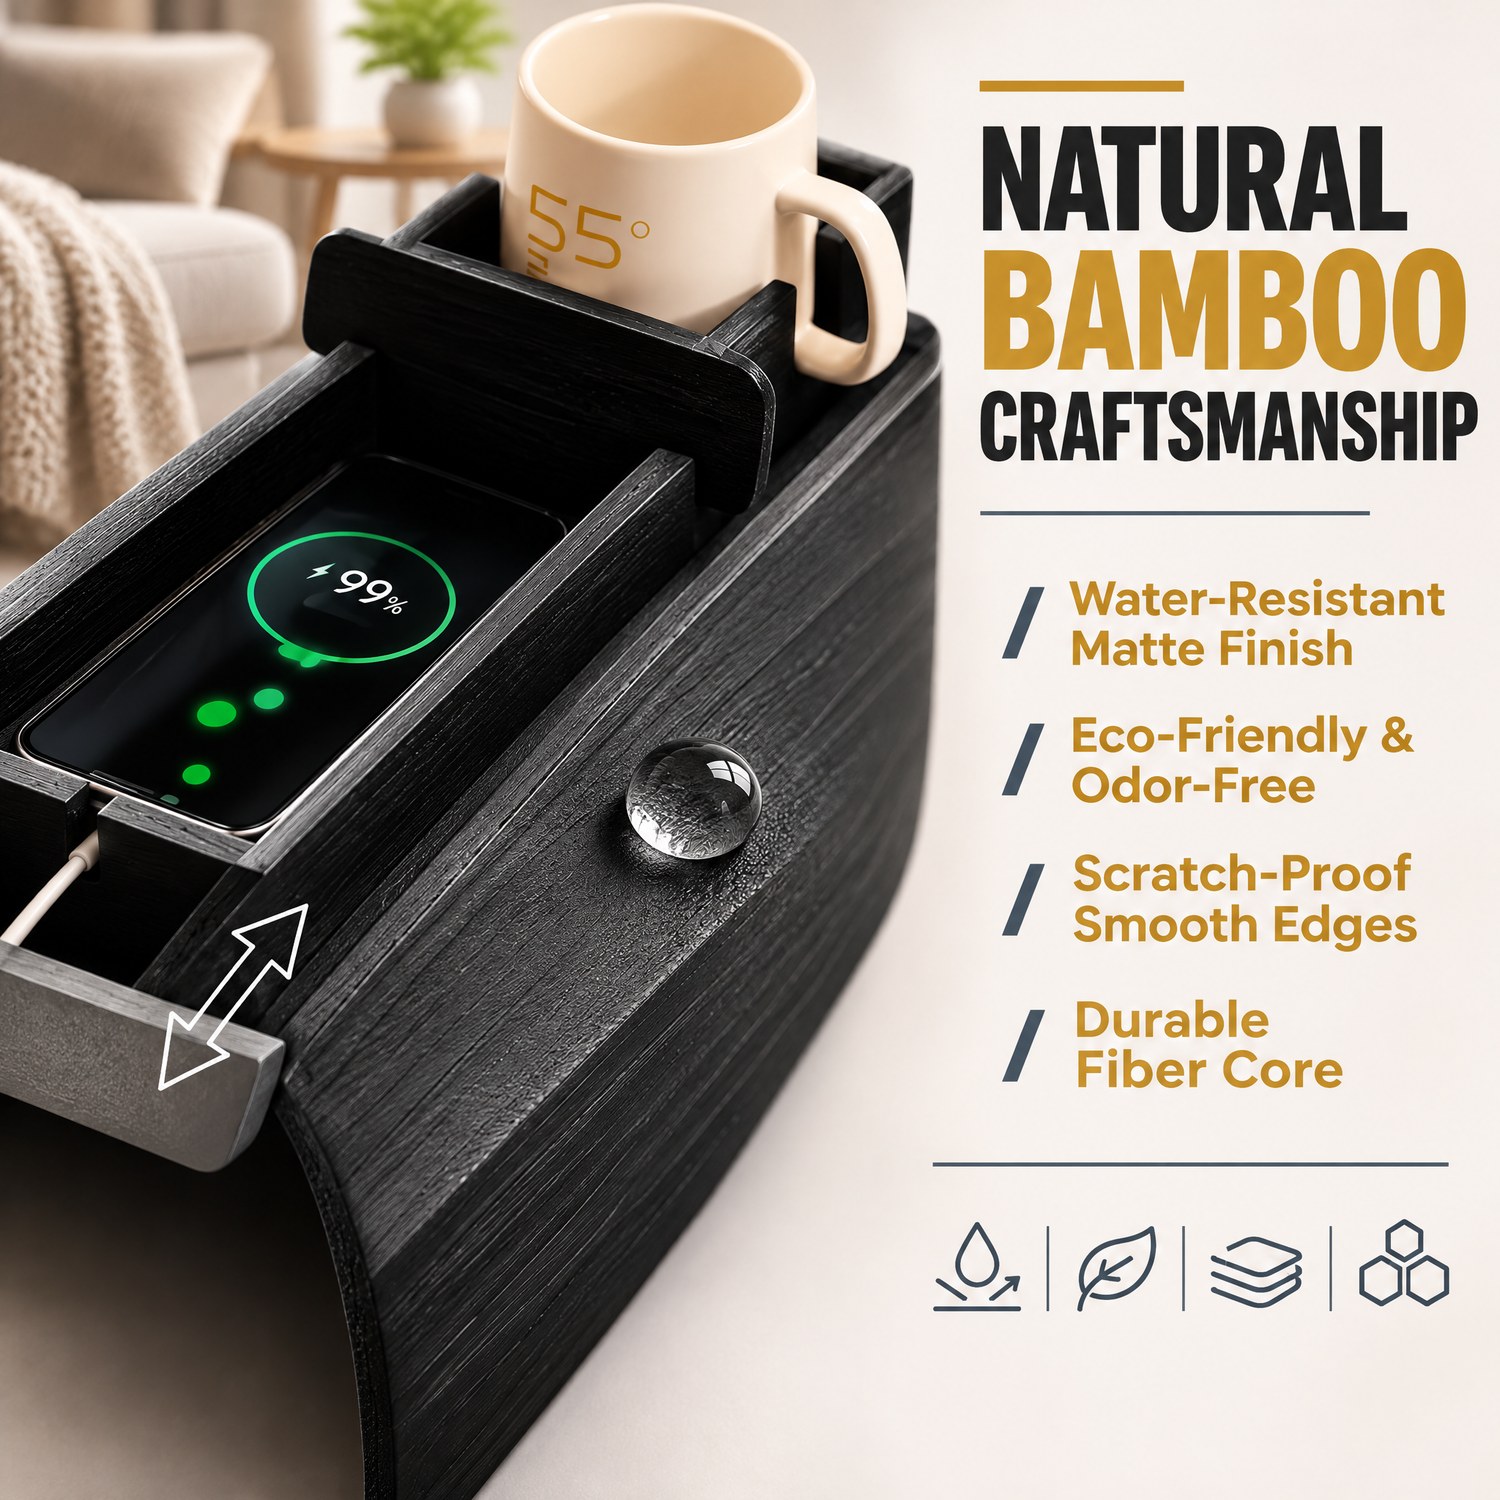 NATURAL
BAMBOO
CRAFTSMANSHIP
Water-Resistant
Matte Finish
Eco-Friendly &
Odor-Free
Scratch-Proof
Smooth Edges
Durable
Fiber Core
55°
99%